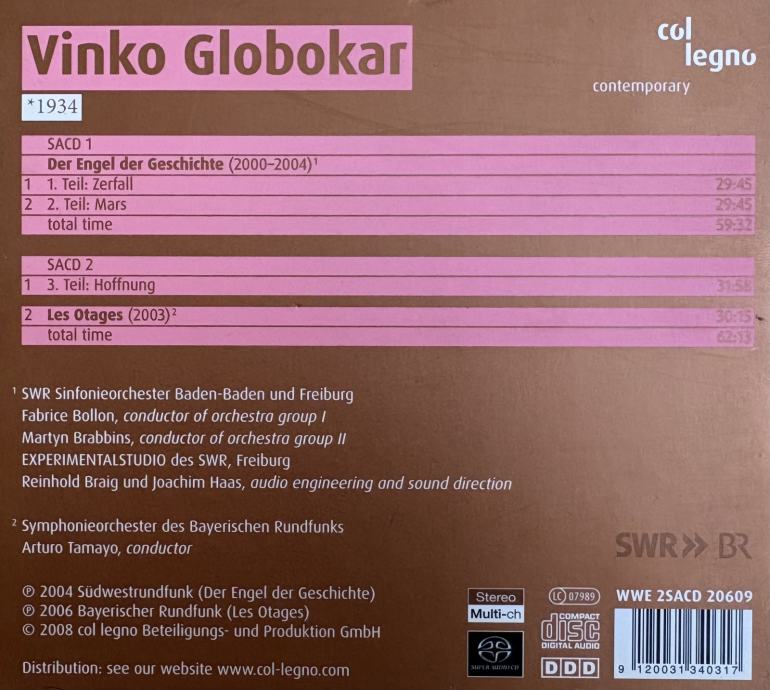 Vinko Globokar
*1934
col
legno
contemporary
SACD 1
Der Engel der Geschichte (2000–2004)¹
1 1. Teil: Zerfall 29:45
2 2. Teil: Mars 29:45
total time 59:32
SACD 2
1 3. Teil: Hoffnung 31:58
2 Les Otages (2003)² 30:15
total time 62:13
¹ SWR Sinfonieorchester Baden-Baden und Freiburg
Fabrice Bollon, conductor of orchestra group I
Martyn Brabbins, conductor of orchestra group II
EXPERIMENTALSTUDIO des SWR, Freiburg
Reinhold Braig und Joachim Haas, audio engineering and sound direction
² Symphonieorchester des Bayerischen Rundfunks
Arturo Tamayo, conductor
SWR>> BR
℗ 2004 Südwestrundfunk (Der Engel der Geschichte)
℗ 2006 Bayerischer Rundfunk (Les Otages)
© 2008 col legno Beteiligungs- und Produktion GmbH
Distribution: see our website www.col-legno.com
Stereo
Multi-ch
SUPER AUDIO CD
LC 07989
COMPACT
disc
DIGITAL AUDIO
DDD
WWE 2SACD 20609
9 120031 340317